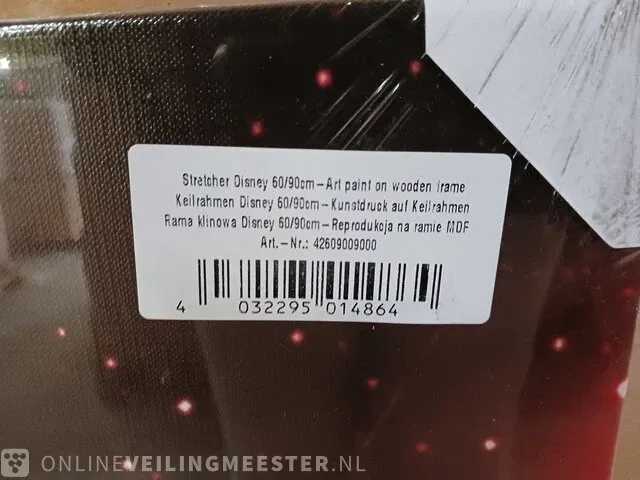 Stretcher Disney 60/90cm – Art paint on wooden frame
Keilrahmen Disney 60/90cm – Kunstdruck auf Keilrahmen
Rama klinowa Disney 60/90cm – Reprodukcja na ramie MDF
Art. – Nr.: 42609009000
4 032295 014864
ONLINEVEILINGMEESTER.NL